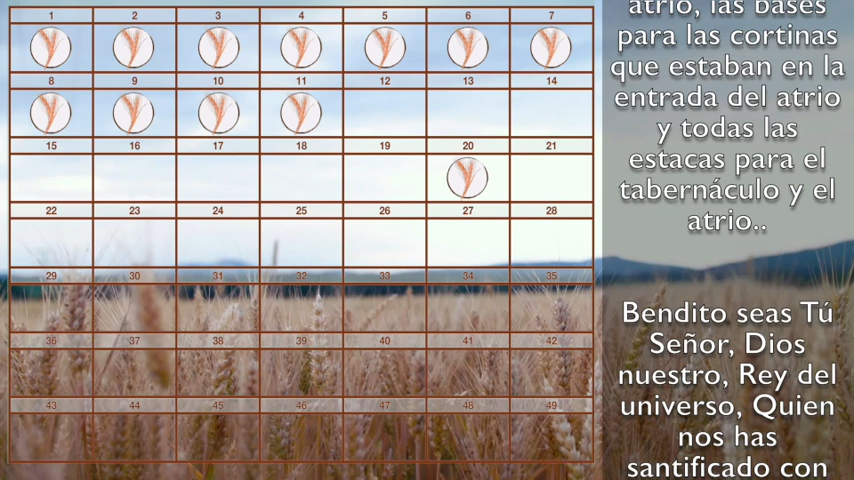 1 2 3 4 5 6 7
8 9 10 11 12 13 14
15 16 17 18 19 20 21
22 23 24 25 26 27 28
29 30 31 32 33 34 35
36 37 38 39 40 41 42
43 44 45 46 47 48 49
atrio, las bases
para las cortinas
que estaban en la
entrada del atrio
y todas las
estacas para el
tabernáculo y el
atrio..
Bendito seas Tú
Señor, Dios
nuestro, Rey del
universo, Quien
nos has
santificado con